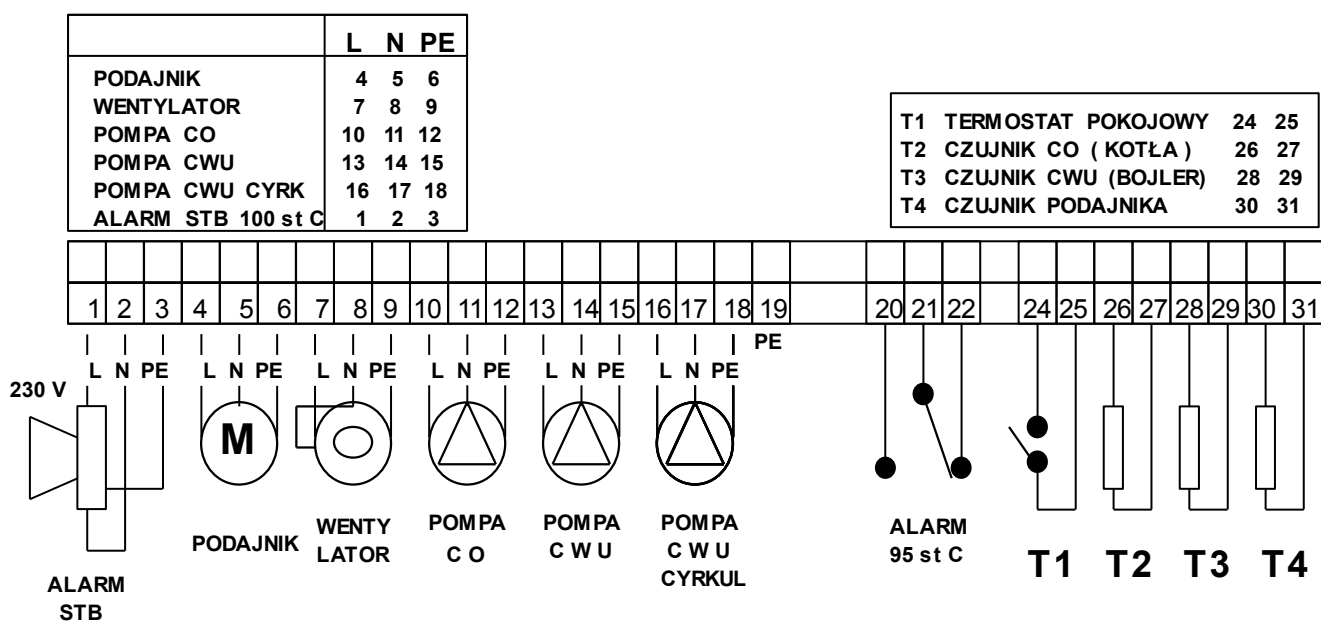 L N PE
PODAJNIK 4 5 6
WENTYLATOR 7 8 9
POMPA CO 10 11 12
POMPA CWU 13 14 15
POMPA CWU CYRK 16 17 18
ALARM STB 100 st C 1 2 3
T1 TERMOSTAT POKOJOWY 24 25
T2 CZUJNIK CO ( KOTŁA ) 26 27
T3 CZUJNIK CWU (BOJLER) 28 29
T4 CZUJNIK PODAJNIKA 30 31
1 2 3 4 5 6 7 8 9 10 11 12 13 14 15 16 17 18 19 20 21 22 24 25 26 27 28 29 30 31
PE
L N PE L N PE L N PE L N PE L N PE L N PE
230 V
M
ALARM
STB
PODAJNIK
WENTY
LATOR
POMPA
C O
POMPA
C W U
POMPA
C W U
CYRKUL
ALARM
95 st C
T1 T2 T3 T4